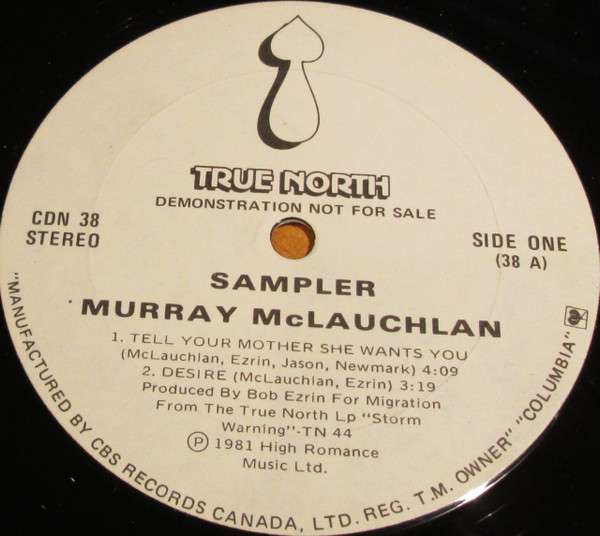 TRUE NORTH
DEMONSTRATION NOT FOR SALE
CDN 38
STEREO
SIDE ONE
(38 A)
SAMPLER
MURRAY McLAUCHLAN
1. TELL YOUR MOTHER SHE WANTS YOU
(McLauchlan, Ezrin, Jason, Newmark) 4:09
2. DESIRE (McLauchlan, Ezrin) 3:19
Produced By Bob Ezrin For Migration
From The True North Lp "Storm
Warning"-TN 44
Ⓟ 1981 High Romance
Music Ltd.
"MANUFACTURED BY CBS RECORDS CANADA, LTD. REG. T.M. OWNER" "COLUMBIA"